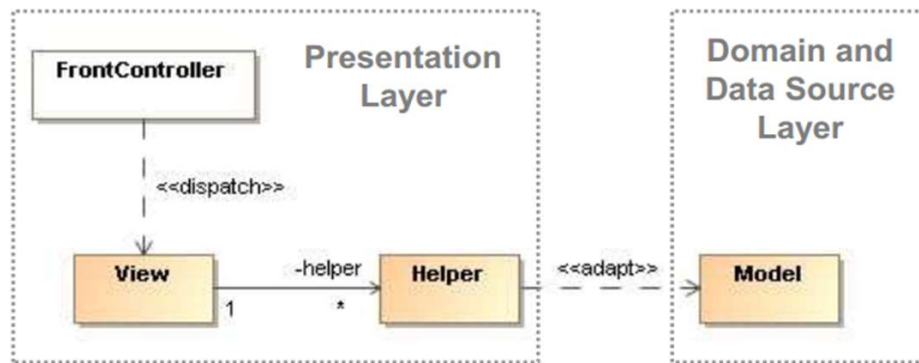 FrontController
Presentation
Layer
Domain and
Data Source
Layer
<<dispatch>>
View
-helper
1
*
Helper
<<adapt>>
Model